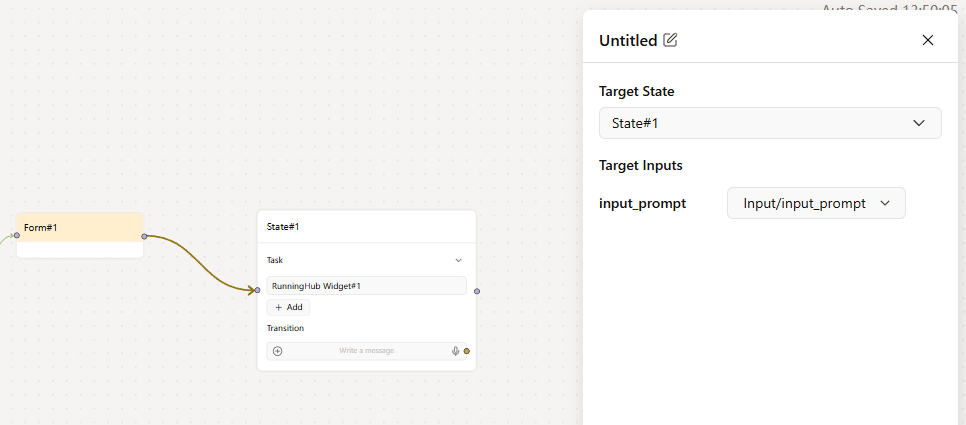 Auto Saved 12:50:05
Untitled
Target State
State#1
Target Inputs
input_prompt
Input/input_prompt
Form#1
State#1
Task
RunningHub Widget#1
+ Add
Transition
Write a message